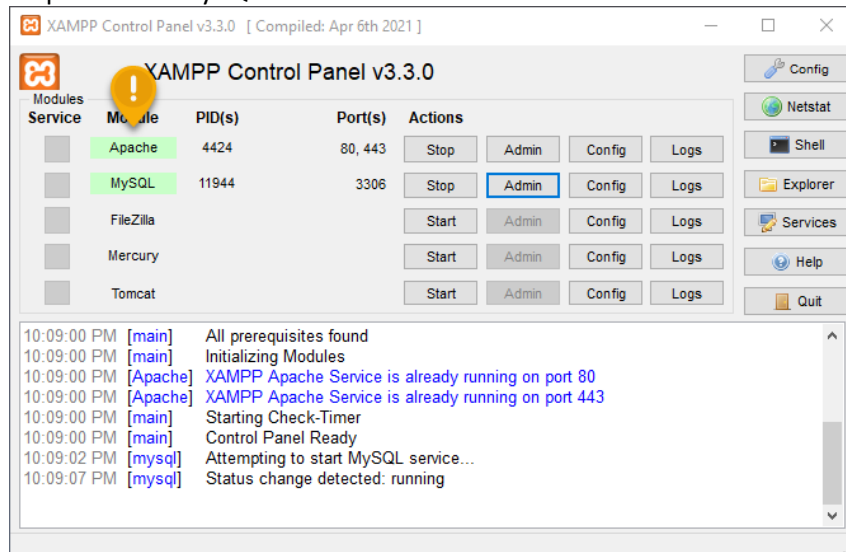 XAMPP Control Panel v3.3.0 [ Compiled: Apr 6th 2021 ]
XAMPP Control Panel v3.3.0
Config
Modules
Service Module PID(s) Port(s) Actions
Netstat
Apache 4424 80, 443 Stop Admin Config Logs
Shell
MySQL 11944 3306 Stop Admin Config Logs
Explorer
FileZilla Start Admin Config Logs
Services
Mercury Start Admin Config Logs
Help
Tomcat Start Admin Config Logs
Quit
10:09:00 PM [main] All prerequisites found
10:09:00 PM [main] Initializing Modules
10:09:00 PM [Apache] XAMPP Apache Service is already running on port 80
10:09:00 PM [Apache] XAMPP Apache Service is already running on port 443
10:09:00 PM [main] Starting Check-Timer
10:09:00 PM [main] Control Panel Ready
10:09:02 PM [mysql] Attempting to start MySQL service...
10:09:07 PM [mysql] Status change detected: running